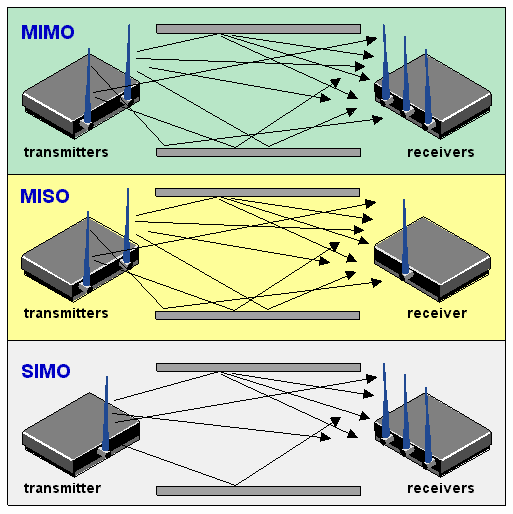 MIMO
transmitters
receivers
MISO
transmitters
receiver
SIMO
transmitter
receivers